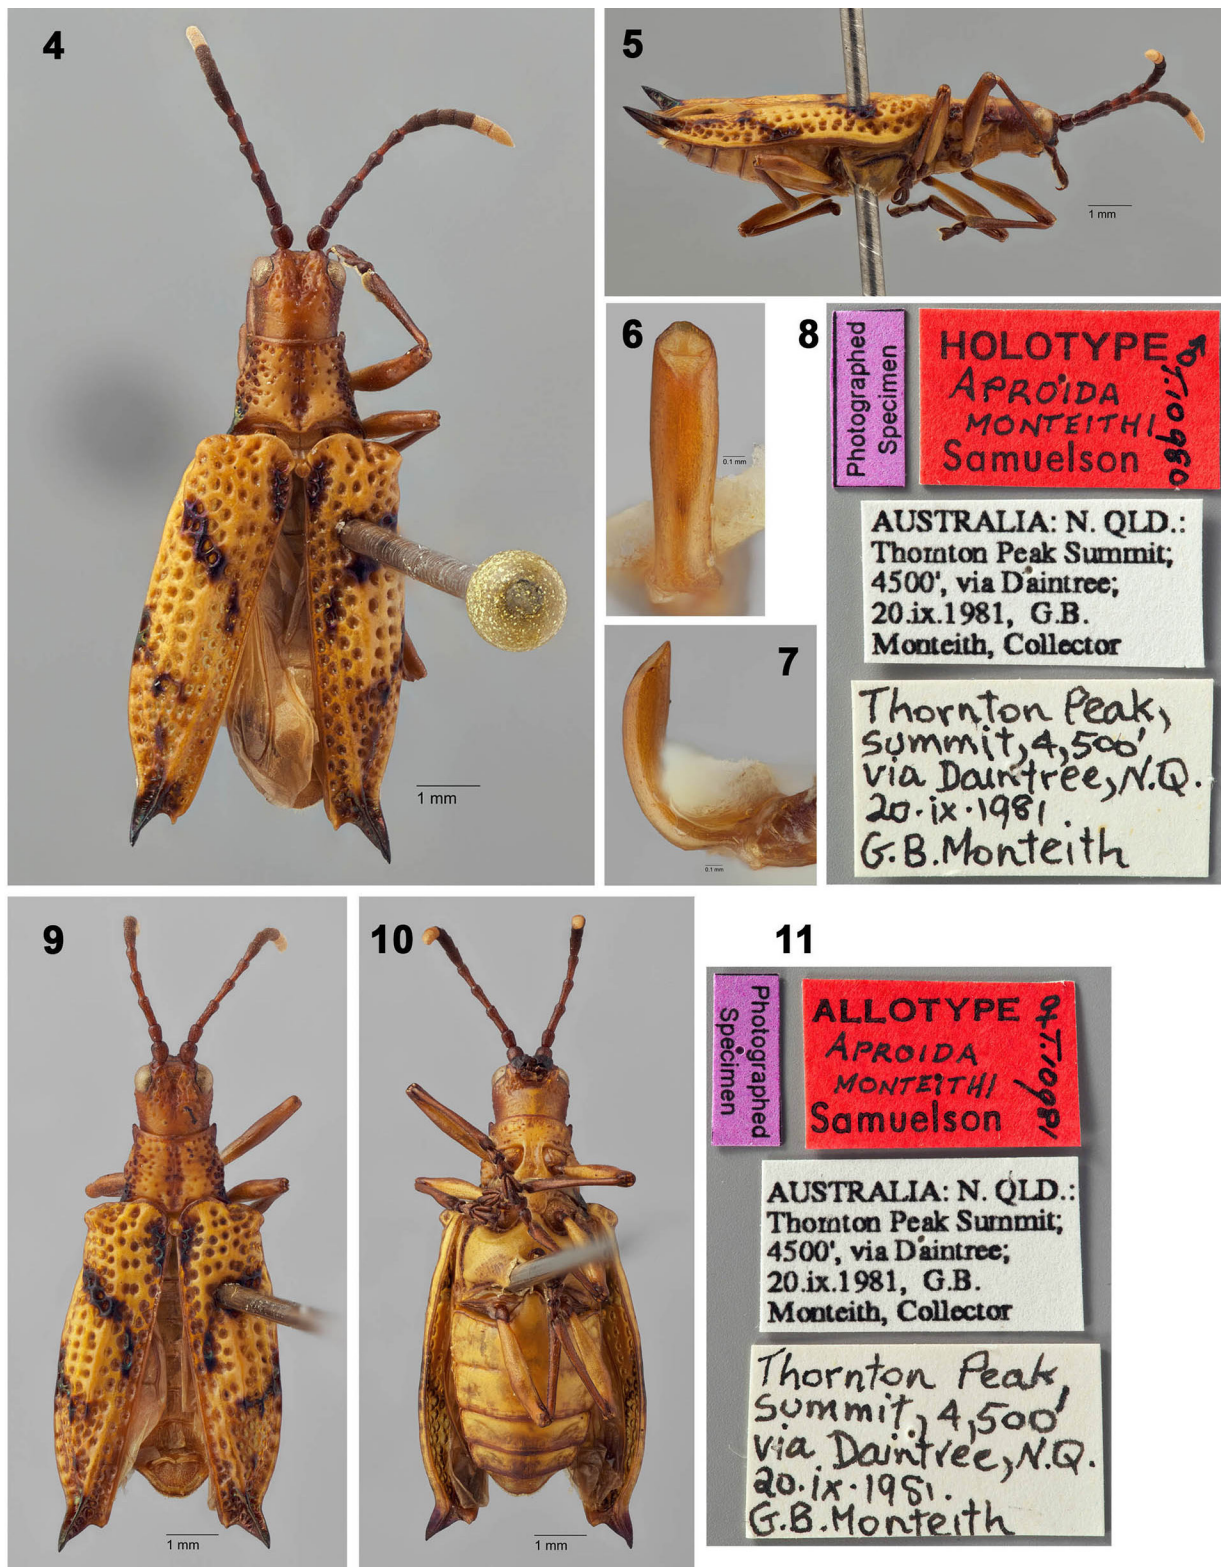 4
1 mm
5
1 mm
6
0.1 mm
7
0.1 mm
8
Photographed
Specimen
HOLOTYPE ♂
APROIDA
MONTEITHI
Samuelson
T.10980
AUSTRALIA: N. QLD.:
Thornton Peak Summit;
4500', via Daintree;
20.ix.1981, G.B.
Monteith, Collector
Thornton Peak,
summit, 4,500'
via Daintree, N.Q.
20.ix.1981
G.B.Monteith
9
1 mm
10
1 mm
11
Photographed
Specimen
ALLOTYPE ♀
APROIDA
MONTEITHI
Samuelson
T.10981
AUSTRALIA: N. QLD.:
Thornton Peak Summit;
4500', via Daintree;
20.ix.1981, G.B.
Monteith, Collector
Thornton Peak,
summit, 4,500'
via Daintree, N.Q.
20.ix.1981.
G.B.Monteith